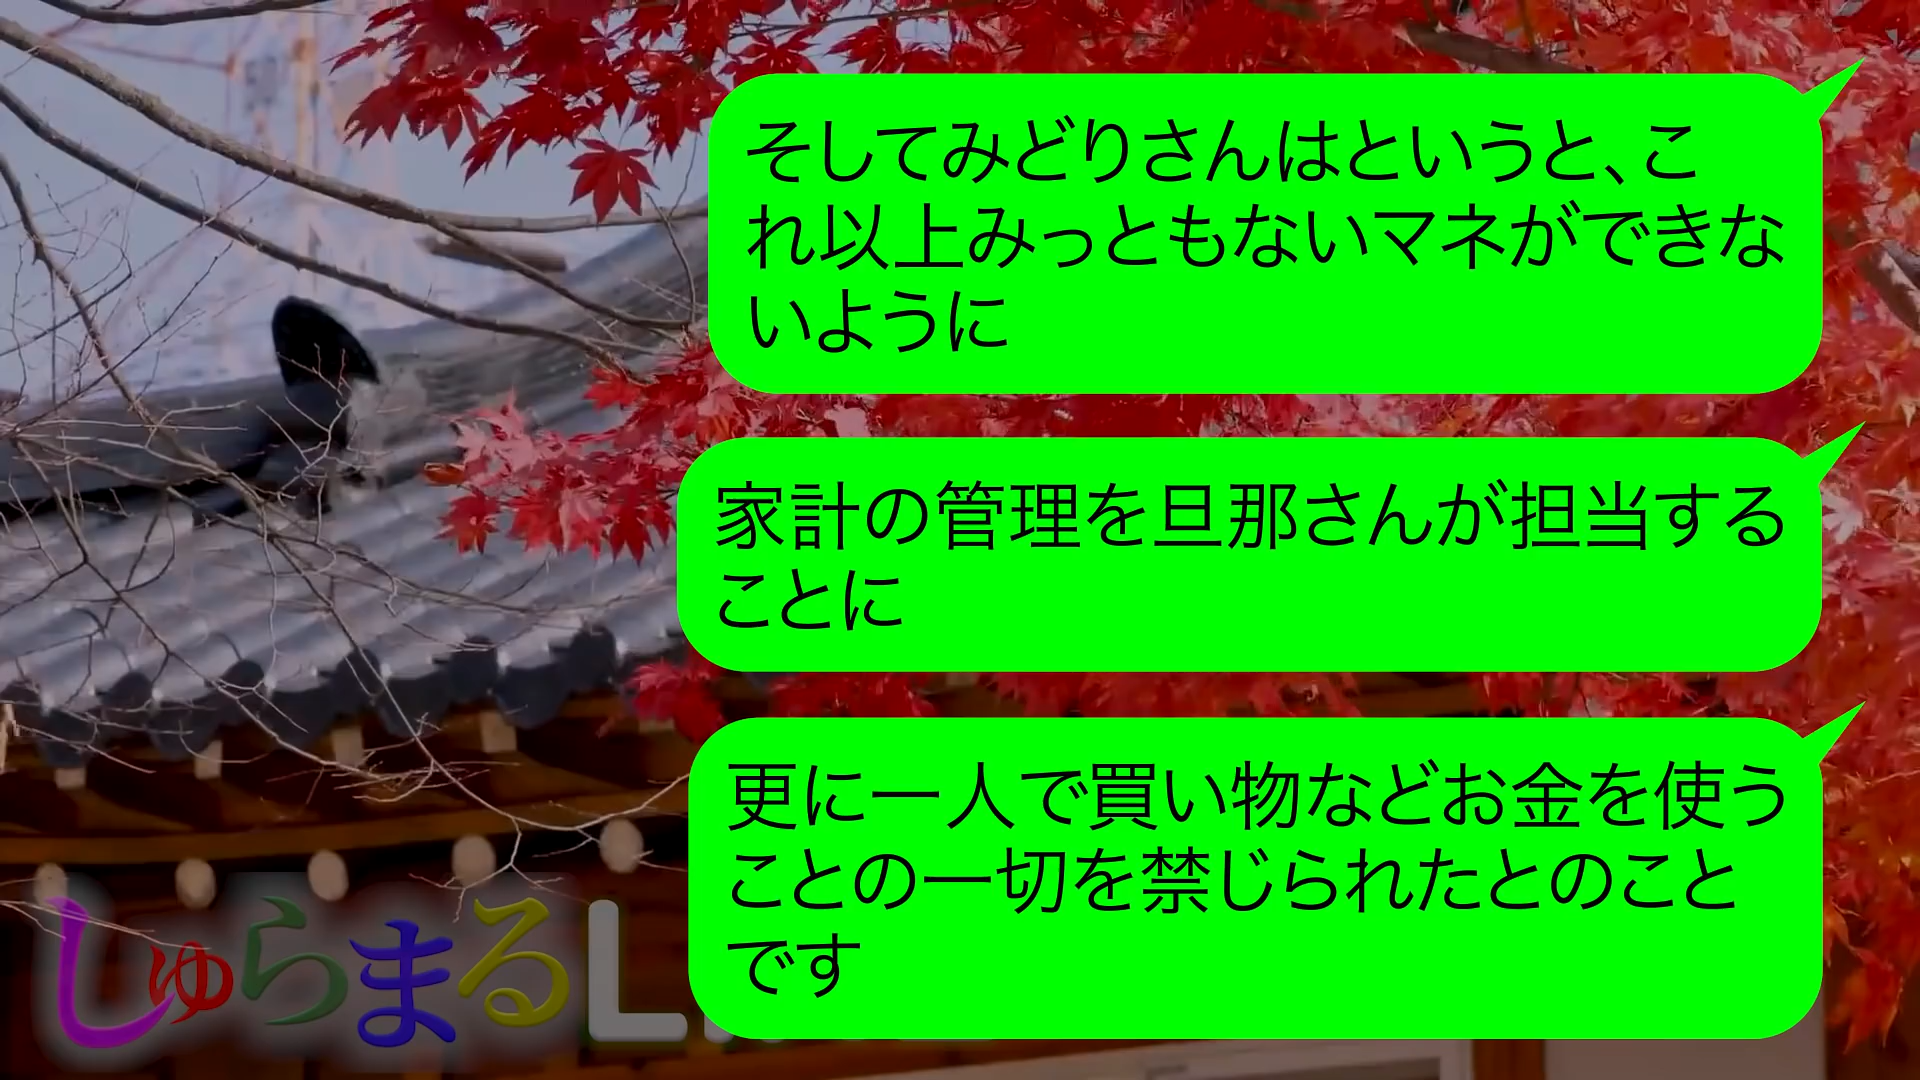 そしてみどりさんはというと、こ
れ以上みっともないマネができな
いように
家計の管理を旦那さんが担当する
ことに
更に一人で買い物などお金を使う
ことの一切を禁じられたとのこと
です
しゅらまるL